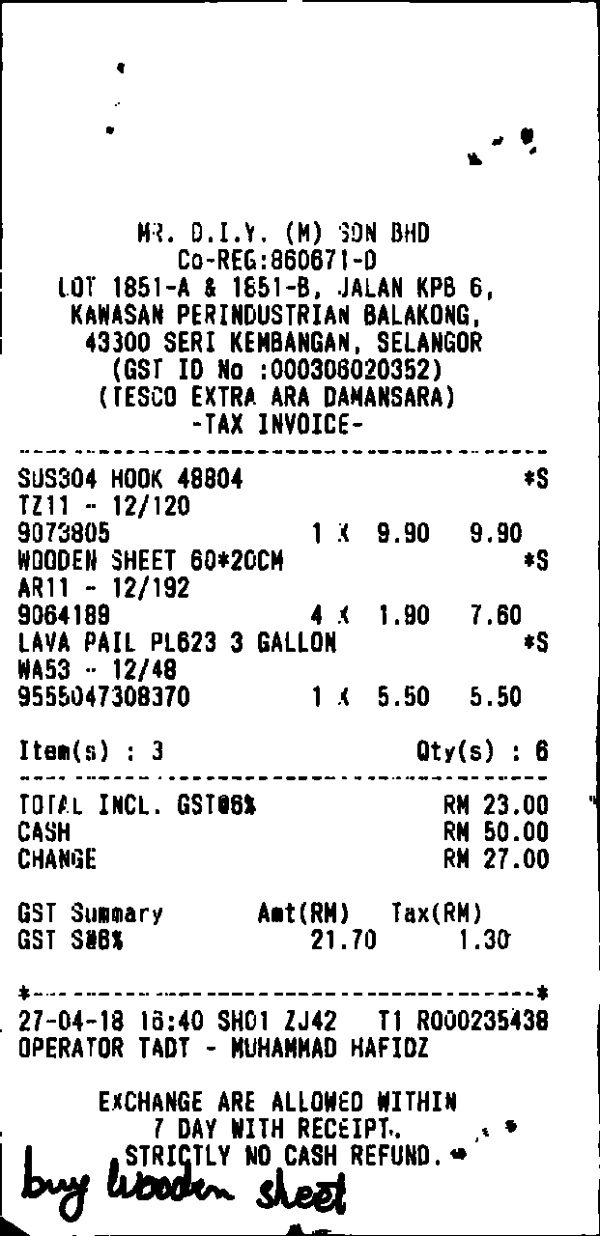 MR. D.I.Y. (M) SDN BHD
Co-REG:860671-D
LOT 1851-A & 1851-B, JALAN KPB 6,
KAWASAN PERINDUSTRIAN BALAKONG,
43300 SERI KEMBANGAN, SELANGOR
(GST ID No :000306020352)
(TESCO EXTRA ARA DAMANSARA)
-TAX INVOICE-
SUS304 HOOK 48804 *S
TZ11 - 12/120
9073805 1 X 9.90 9.90
WOODEN SHEET 60*20CM *S
AR11 - 12/192
9064189 4 X 1.90 7.60
LAVA PAIL PL623 3 GALLON *S
WA53 - 12/48
9555047308370 1 X 5.50 5.50
Item(s) : 3 Qty(s) : 6
TOTAL INCL. GST@6% RM 23.00
CASH RM 50.00
CHANGE RM 27.00
GST Summary Amt(RM) Tax(RM)
GST S@6% 21.70 1.30
*------------------------------------*
27-04-18 16:40 SH01 ZJ42 T1 R000235438
OPERATOR TADT - MUHAMMAD HAFIDZ
EXCHANGE ARE ALLOWED WITHIN
7 DAY WITH RECEIPT.
STRICTLY NO CASH REFUND.
buy wooden sheet